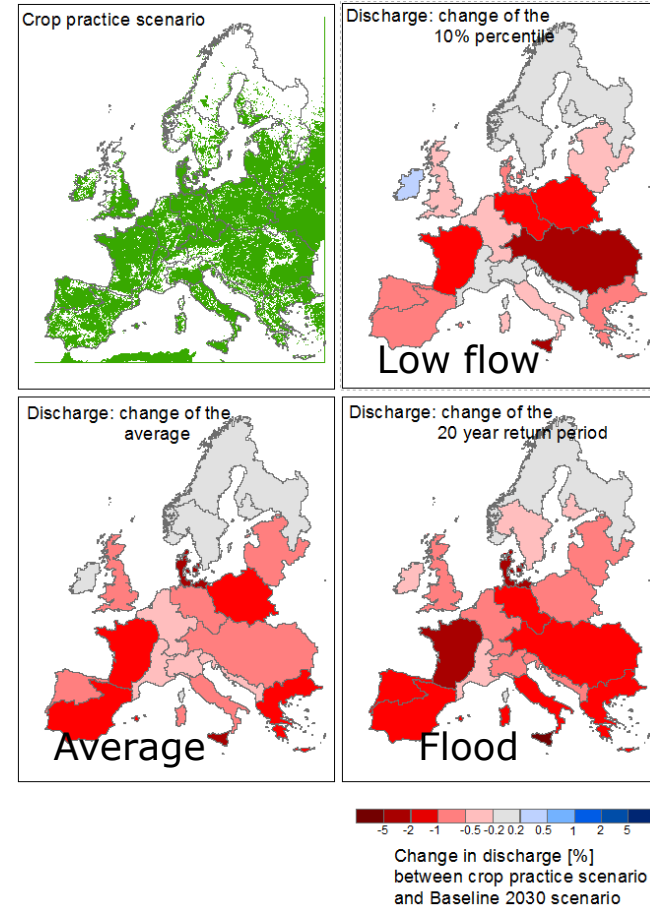 Crop practice scenario
Discharge: change of the
10% percentile
Low flow
Discharge: change of the
average
Average
Discharge: change of the
20 year return period
Flood
-5 -2 -1 -0.5 -0.2 0.2 0.5 1 2 5
Change in discharge [%]
between crop practice scenario
and Baseline 2030 scenario